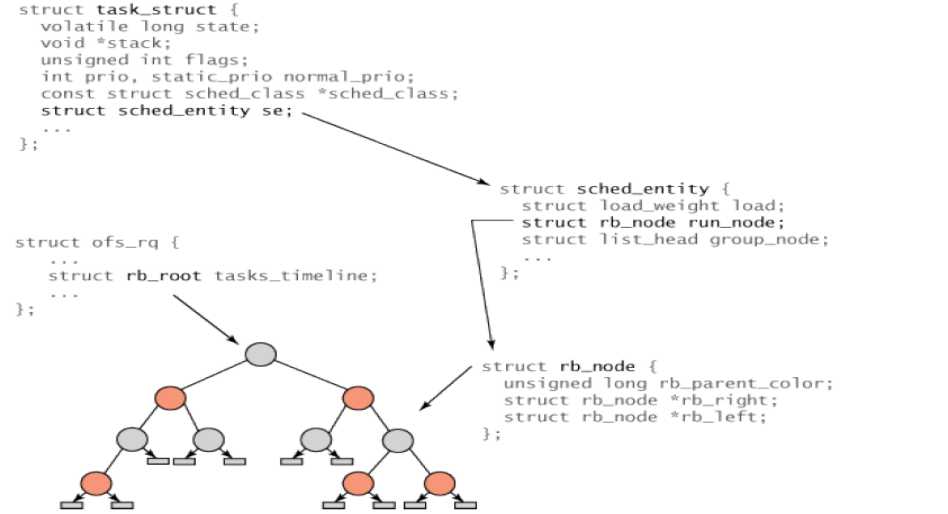 struct task_struct {
volatile long state;
void *stack;
unsigned int flags;
int prio, static_prio normal_prio;
const struct sched_class *sched_class;
struct sched_entity se;
...
};
struct sched_entity {
struct load_weight load;
struct rb_node run_node;
struct list_head group_node;
...
};
struct ofs_rq {
...
struct rb_root tasks_timeline;
...
};
struct rb_node {
unsigned long rb_parent_color;
struct rb_node *rb_right;
struct rb_node *rb_left;
};